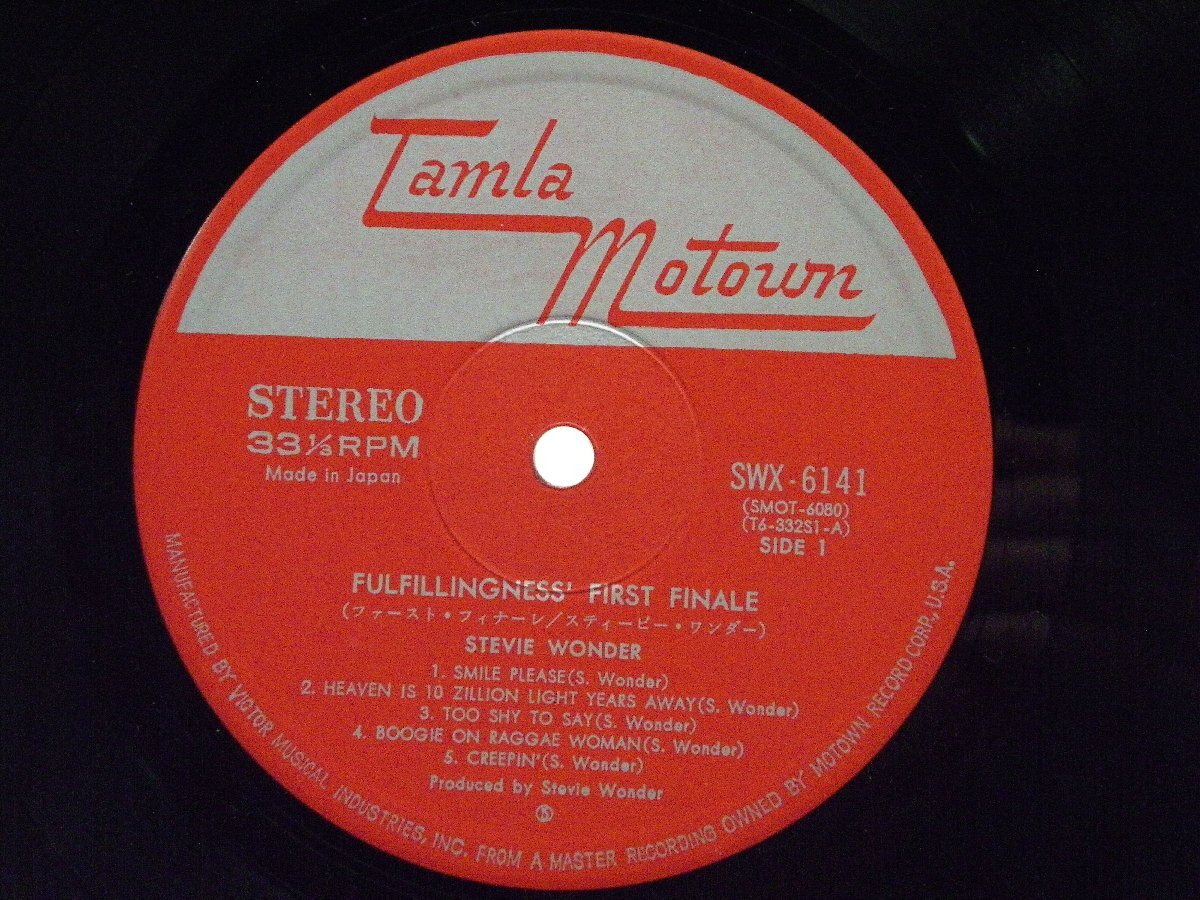 Tamla
Motown
STEREO
33⅓RPM
Made in Japan
SWX-6141
(SMOT-6080)
(T6-332S1-A)
SIDE 1
FULFILLINGNESS' FIRST FINALE
(ファースト・フィナーレ/スティービー・ワンダー)
STEVIE WONDER
1. SMILE PLEASE(S. Wonder)
2. HEAVEN IS 10 ZILLION LIGHT YEARS AWAY(S. Wonder)
3. TOO SHY TO SAY(S. Wonder)
4. BOOGIE ON RAGGAE WOMAN(S. Wonder)
5. CREEPIN'(S. Wonder)
Produced by Stevie Wonder
MANUFACTURED BY VICTOR MUSICAL INDUSTRIES, INC. FROM A MASTER RECORDING OWNED BY MOTOWN RECORD CORP., U.S.A.